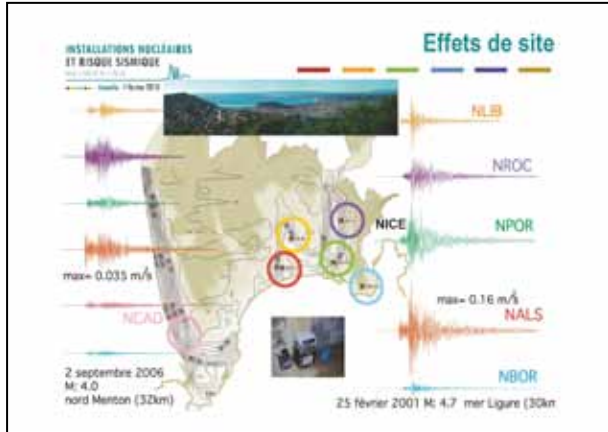 INSTALLATIONS NUCLÉAIRES
ET RISQUE SISMIQUE
Effets de site
NLIB
NROC
NICE
NPOR
max= 0.035 m/s
max= 0.16 m/s
NALS
NCAD
NBOR
2 septembre 2006
M: 4.0
nord Menton (32km)
25 février 2001 M: 4.7 mer Ligure (30km